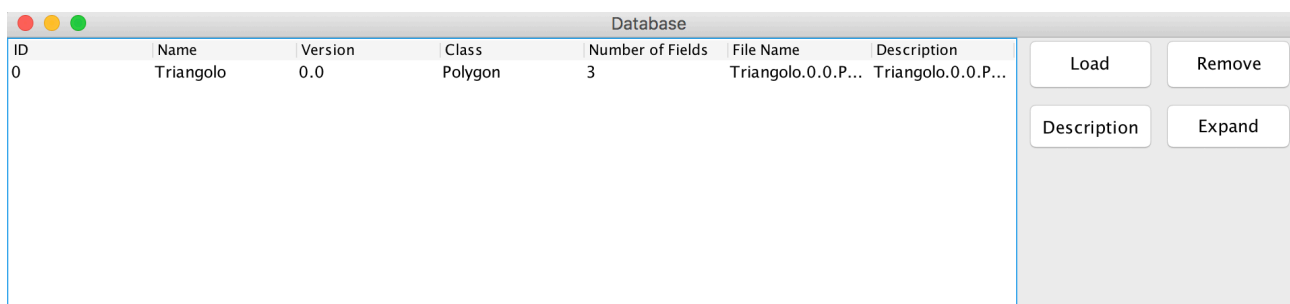 Database
ID Name Version Class Number of Fields File Name Description
0 Triangolo 0.0 Polygon 3 Triangolo.0.0.P... Triangolo.0.0.P...
Load Remove
Description Expand